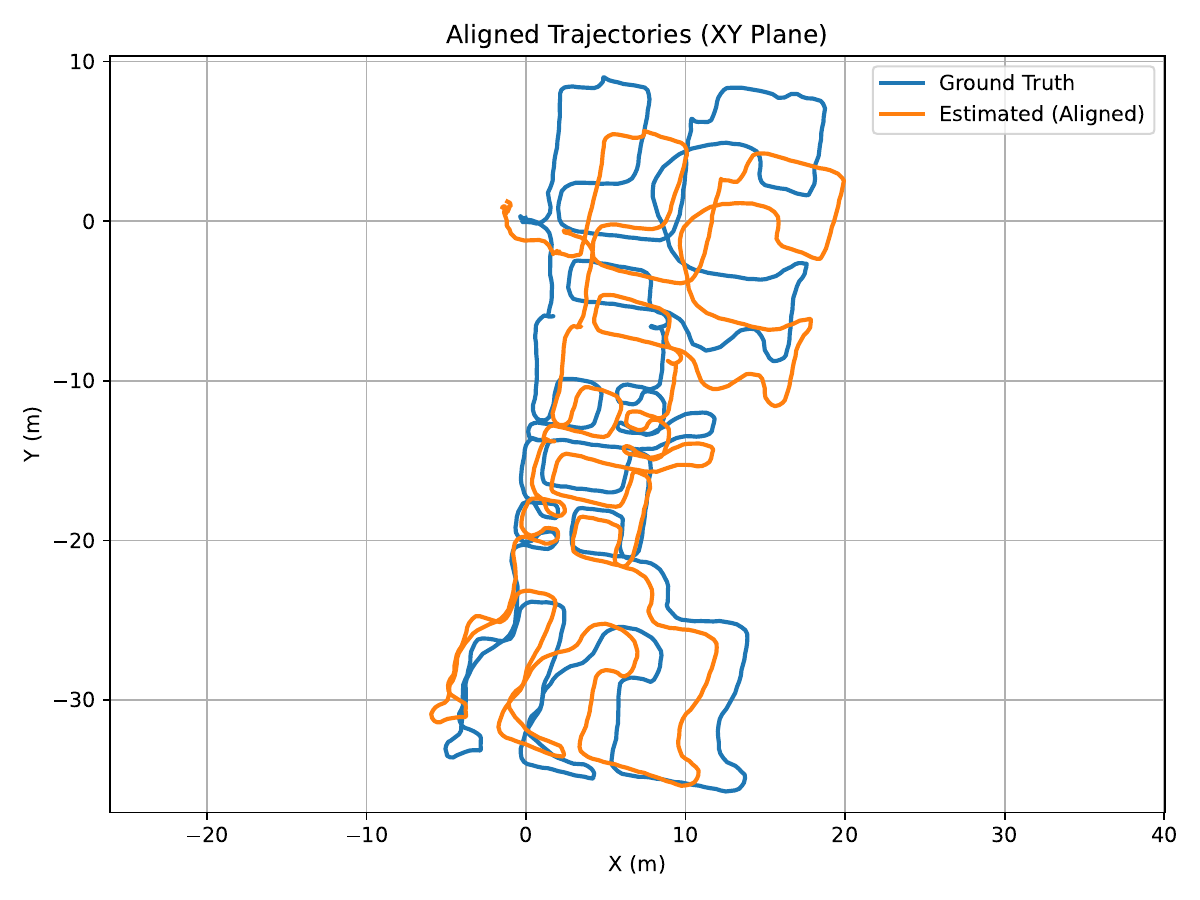 Aligned Trajectories (XY Plane)
Ground Truth
Estimated (Aligned)
10
0
−10
−20
−30
Y (m)
−20
−10
0
10
20
30
40
X (m)